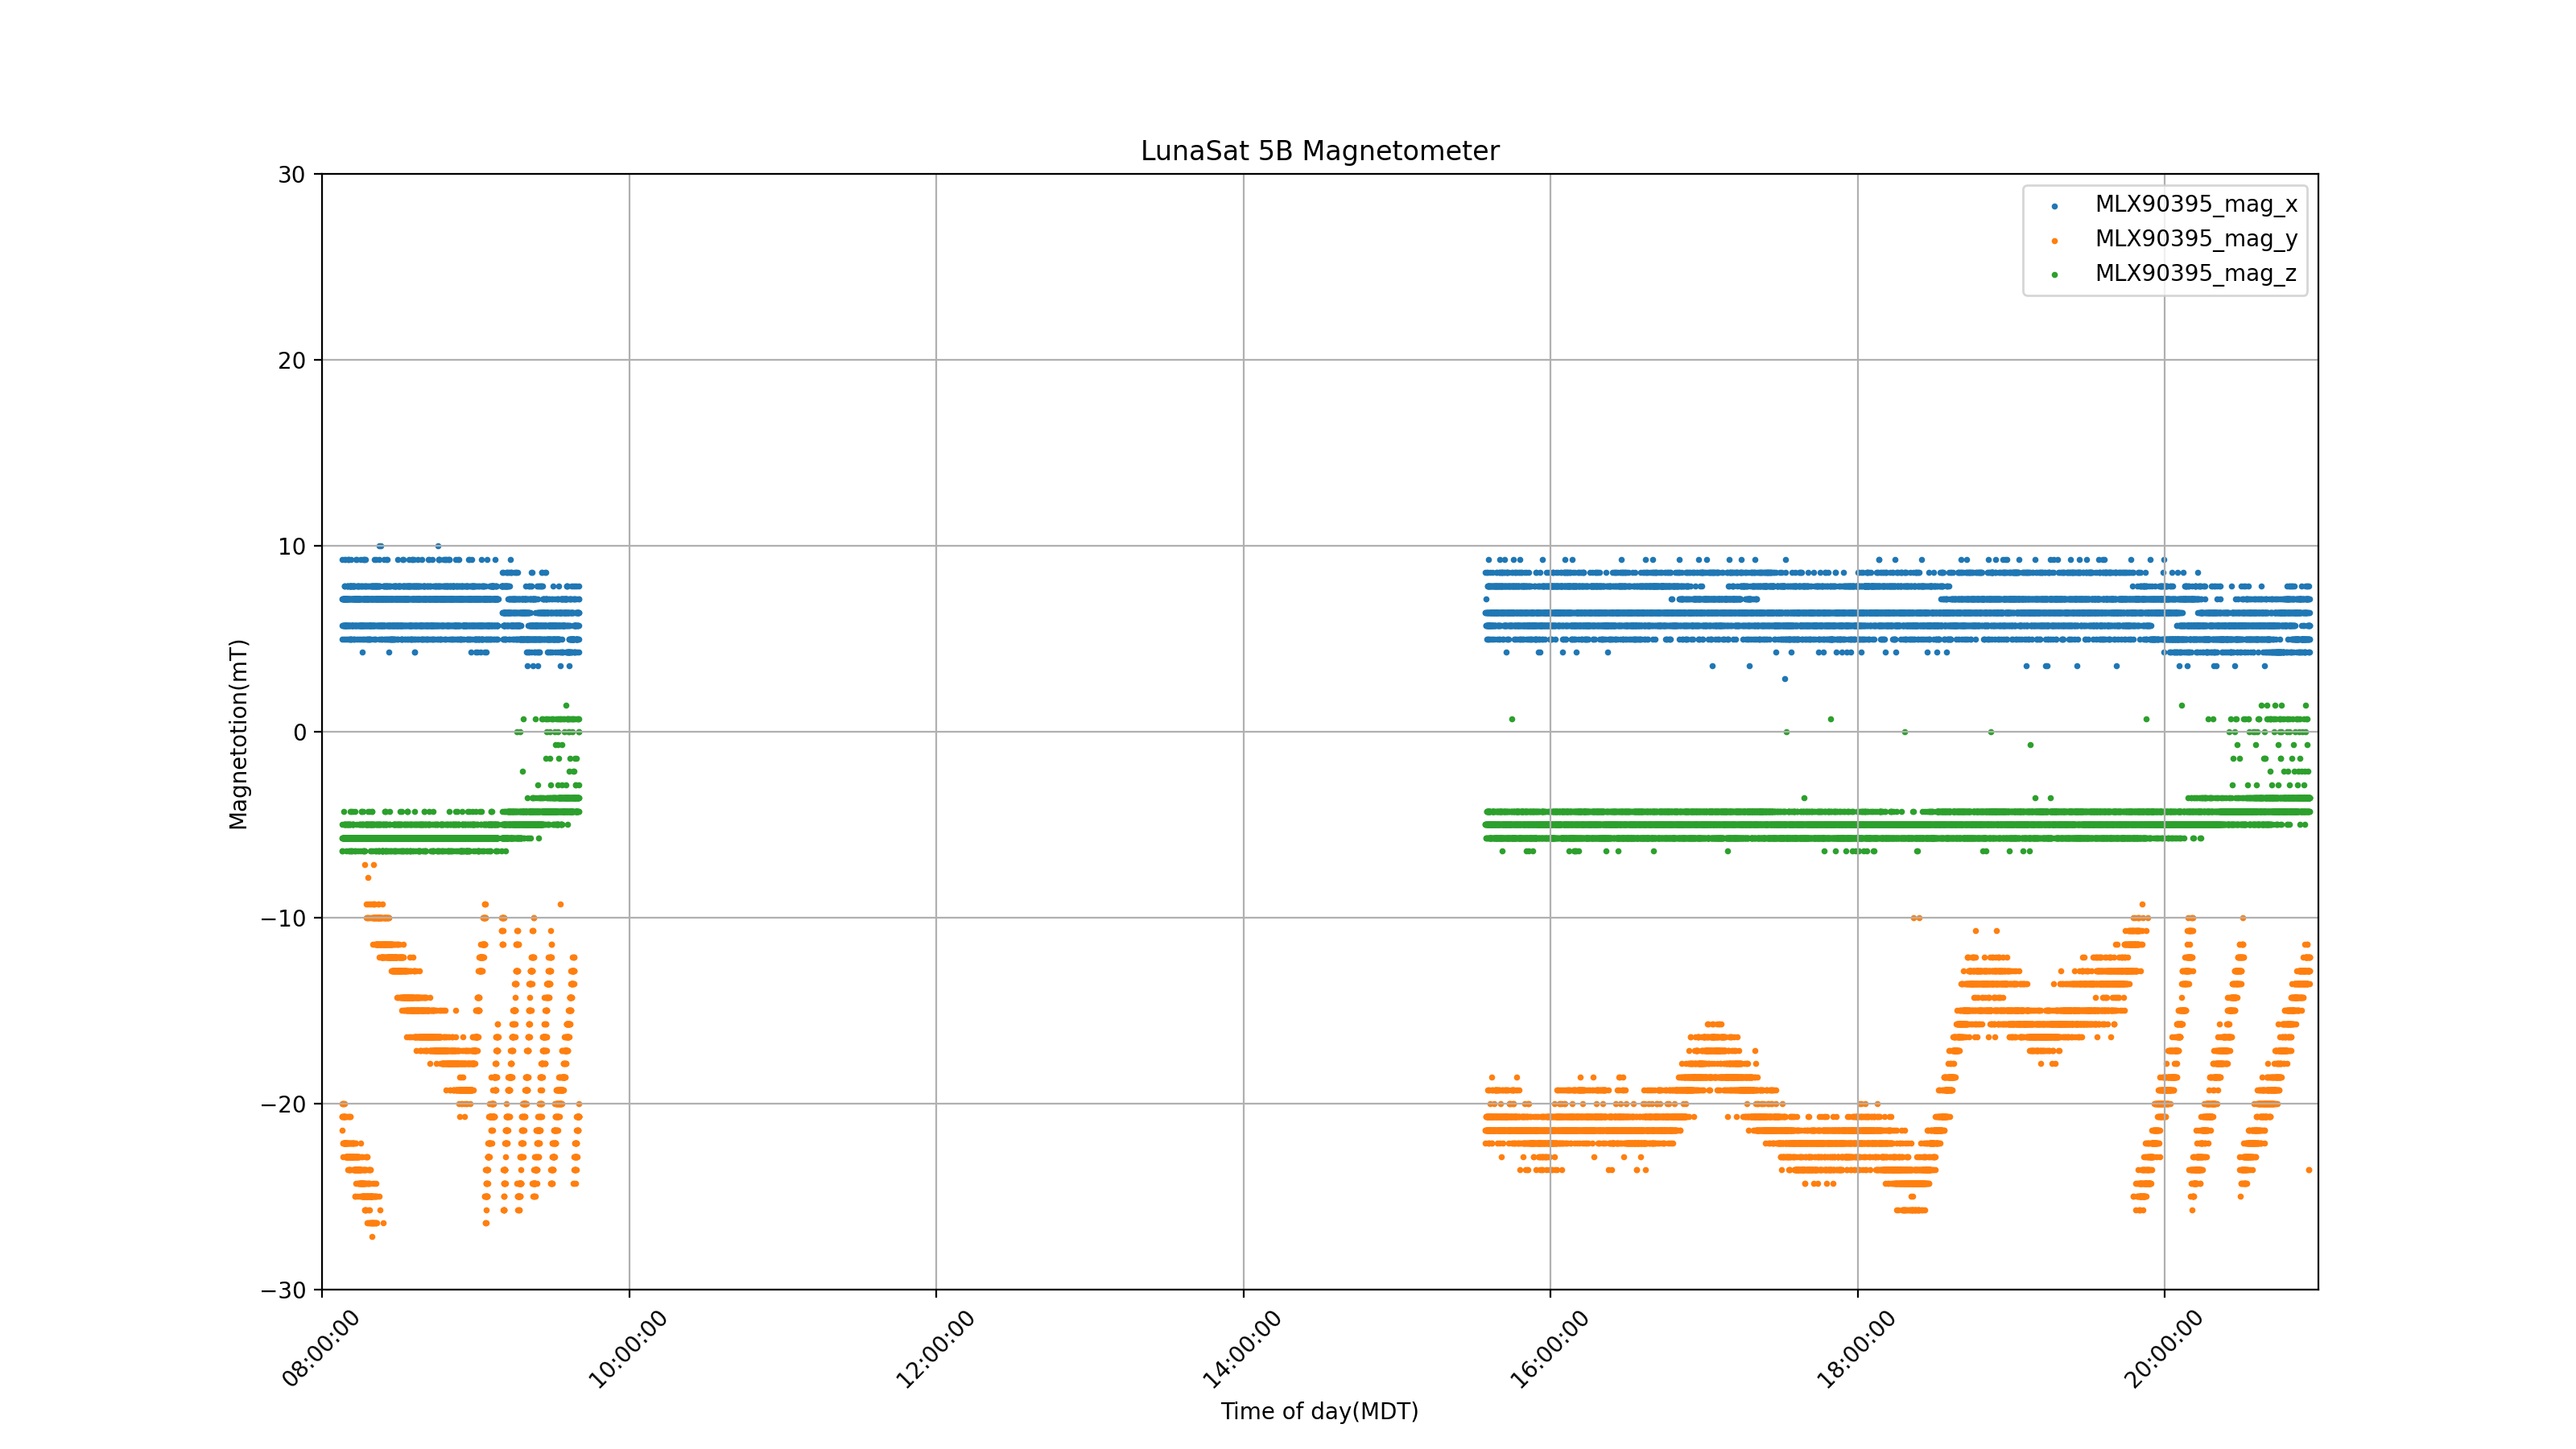 LunaSat 5B Magnetometer
30
20
10
0
−10
−20
−30
Magnetotion(mT)
MLX90395_mag_x
MLX90395_mag_y
MLX90395_mag_z
08:00:00
10:00:00
12:00:00
14:00:00
16:00:00
18:00:00
20:00:00
Time of day(MDT)